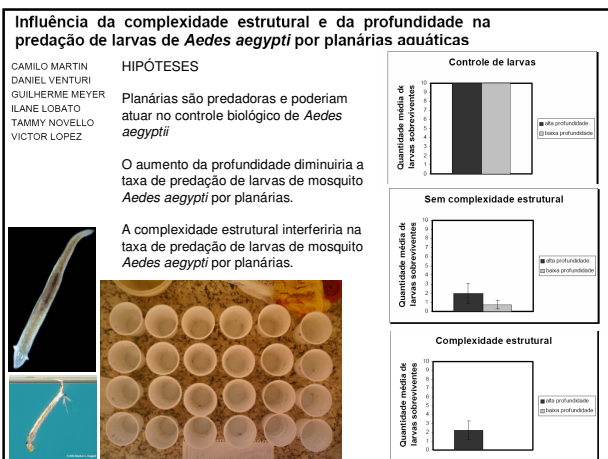 Influência da complexidade estrutural e da profundidade na
predação de larvas de Aedes aegypti por planárias aquáticas
CAMILO MARTIN
DANIEL VENTURI
GUILHERME MEYER
ILANE LOBATO
TAMMY NOVELLO
VICTOR LOPEZ
HIPÓTESES
Planárias são predadoras e poderiam
atuar no controle biológico de Aedes
aegyptii
O aumento da profundidade diminuiria a
taxa de predação de larvas de mosquito
Aedes aegypti por planárias.
A complexidade estrutural interferiria na
taxa de predação de larvas de mosquito
Aedes aegypti por planárias.
Controle de larvas
Quantidade média de
larvas sobreviventes
10
9
8
7
6
5
4
3
2
1
0
alta profundidade
baixa profundidade
Sem complexidade estrutural
Quantidade média de
larvas sobreviventes
10
9
8
7
6
5
4
3
2
1
0
alta profundidade
baixa profundidade
Complexidade estrutural
Quantidade média de
larvas sobreviventes
10
9
8
7
6
5
4
3
2
1
0
alta profundidade
baixa profundidade